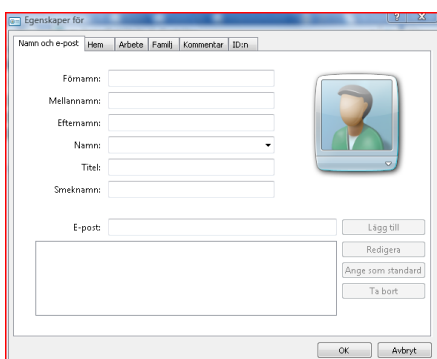 Egenskaper för
Namn och e-post Hem Arbete Familj Kommentar ID:n
Förnamn:
Mellannamn:
Efternamn:
Namn:
Titel:
Smeknamn:
E-post: Lägg till
Redigera
Ange som standard
Ta bort
OK Avbryt